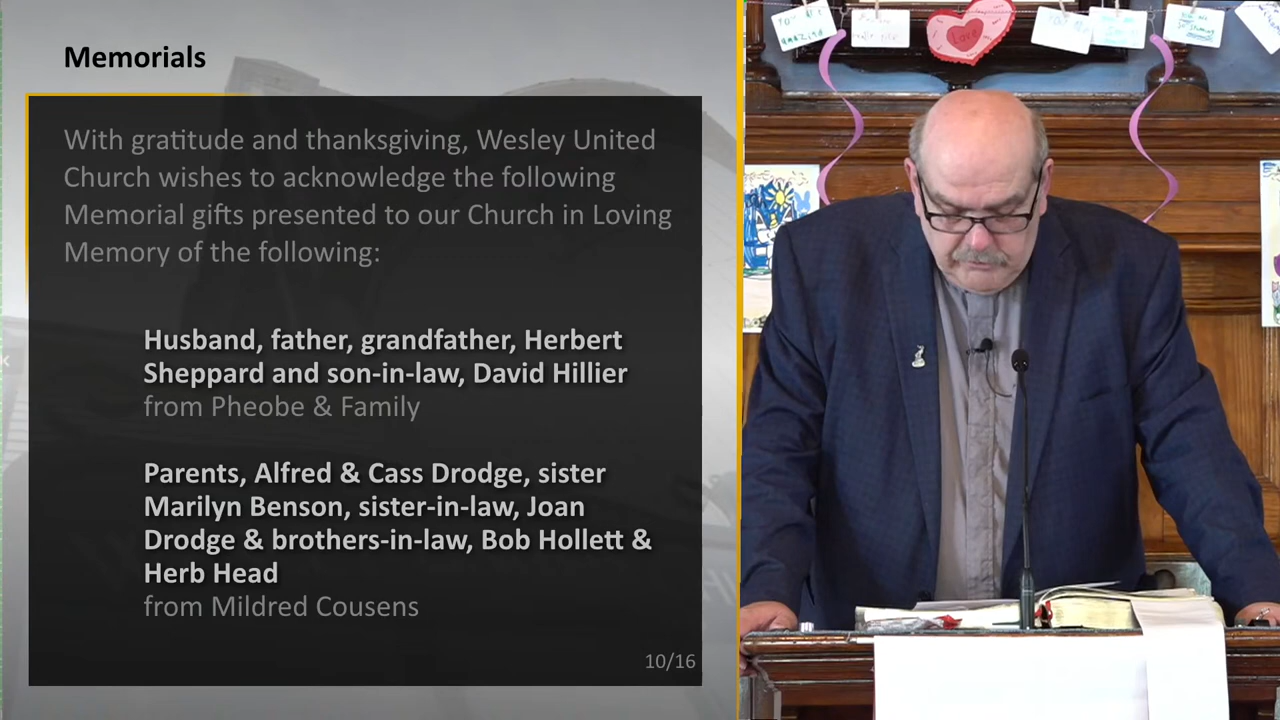 Memorials
With gratitude and thanksgiving, Wesley United
Church wishes to acknowledge the following
Memorial gifts presented to our Church in Loving
Memory of the following:
Husband, father, grandfather, Herbert
Sheppard and son-in-law, David Hillier
from Pheobe & Family
Parents, Alfred & Cass Drodge, sister
Marilyn Benson, sister-in-law, Joan
Drodge & brothers-in-law, Bob Hollett &
Herb Head
from Mildred Cousens
10/16
Love